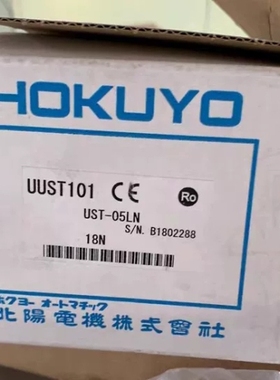 HOKUYO
UUST101 CE Ro
UST-05LN
S/N. B1802288
18N
ホクヨー オートマチック
北陽電機株式会社